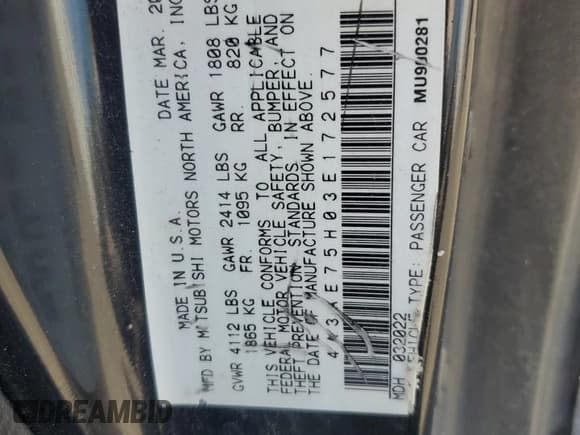 MADE IN U.S.A. DATE MAR. 20
MFD BY MITSUBISHI MOTORS NORTH AMERICA, INC
GVWR 4112 LBS GAWR 2414 LBS GAWR 1808 LBS
1865 KG FR. 1095 KG RR. 820 KG
THIS VEHICLE CONFORMS TO ALL APPLICABLE
FEDERAL MOTOR VEHICLE SAFETY, BUMPER, AND
THEFT PREVENTION STANDARDS IN EFFECT ON
THE DATE OF MANUFACTURE SHOWN ABOVE.
4A3AE75H03E172577
MDH 032022 MU900281
VEHICLE TYPE: PASSENGER CAR
DREAMBID